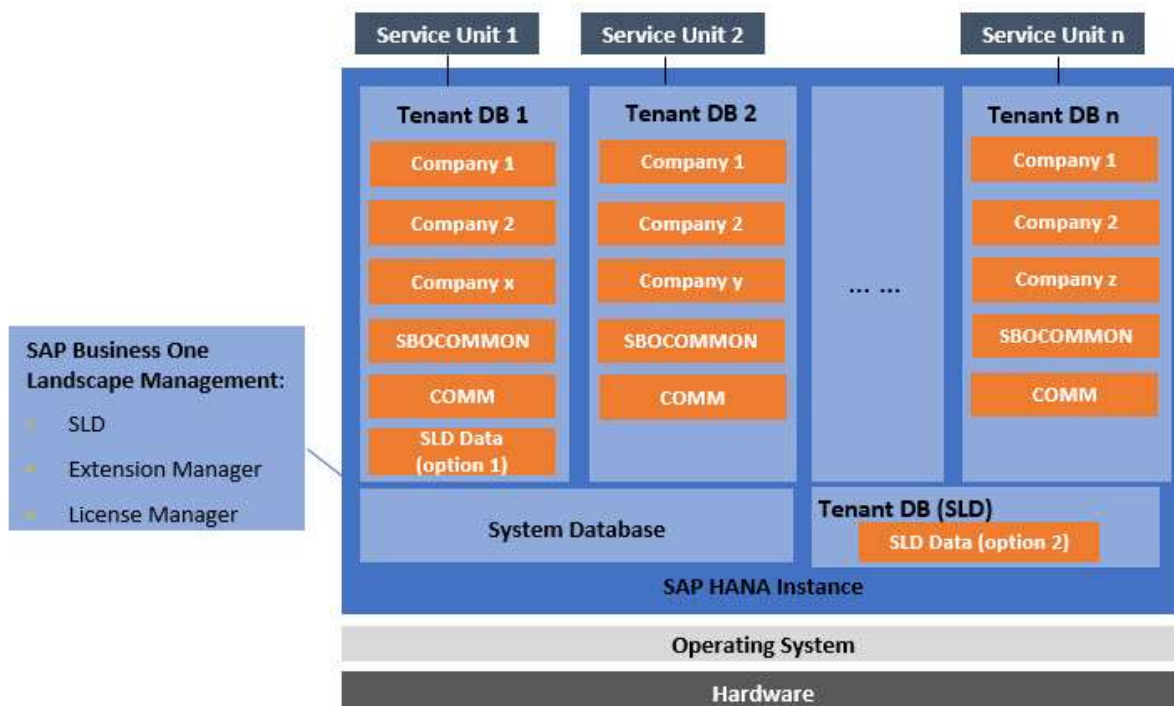 Service Unit 1
Service Unit 2
Service Unit n
Tenant DB 1
Company 1
Company 2
Company x
SBOCOMMON
COMM
SLD Data
(option 1)
Tenant DB 2
Company 1
Company 2
Company y
SBOCOMMON
COMM
... ...
Tenant DB n
Company 1
Company 2
Company z
SBOCOMMON
COMM
SAP Business One
Landscape Management:
SLD
Extension Manager
License Manager
System Database
Tenant DB (SLD)
SLD Data (option 2)
SAP HANA Instance
Operating System
Hardware